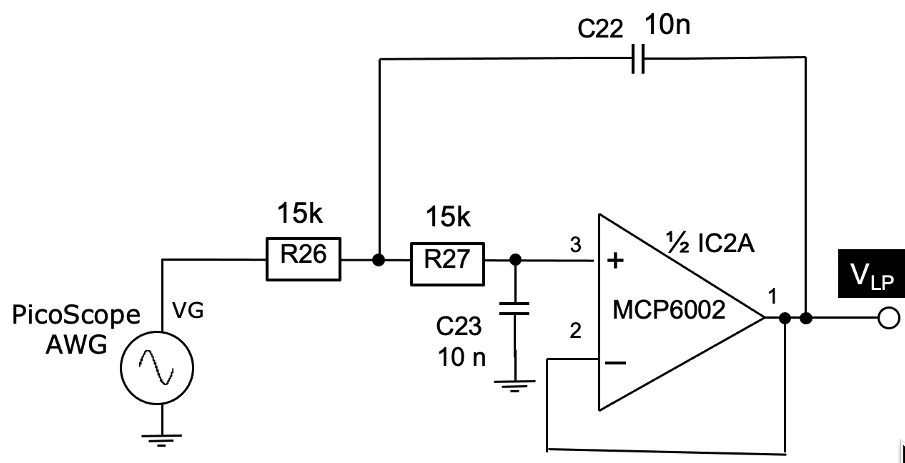 C22 10n
15k
15k
R26
R27
3
½ IC2A
+
VG
MCP6002
1
V_LP
PicoScope
AWG
C23
10 n
2
−